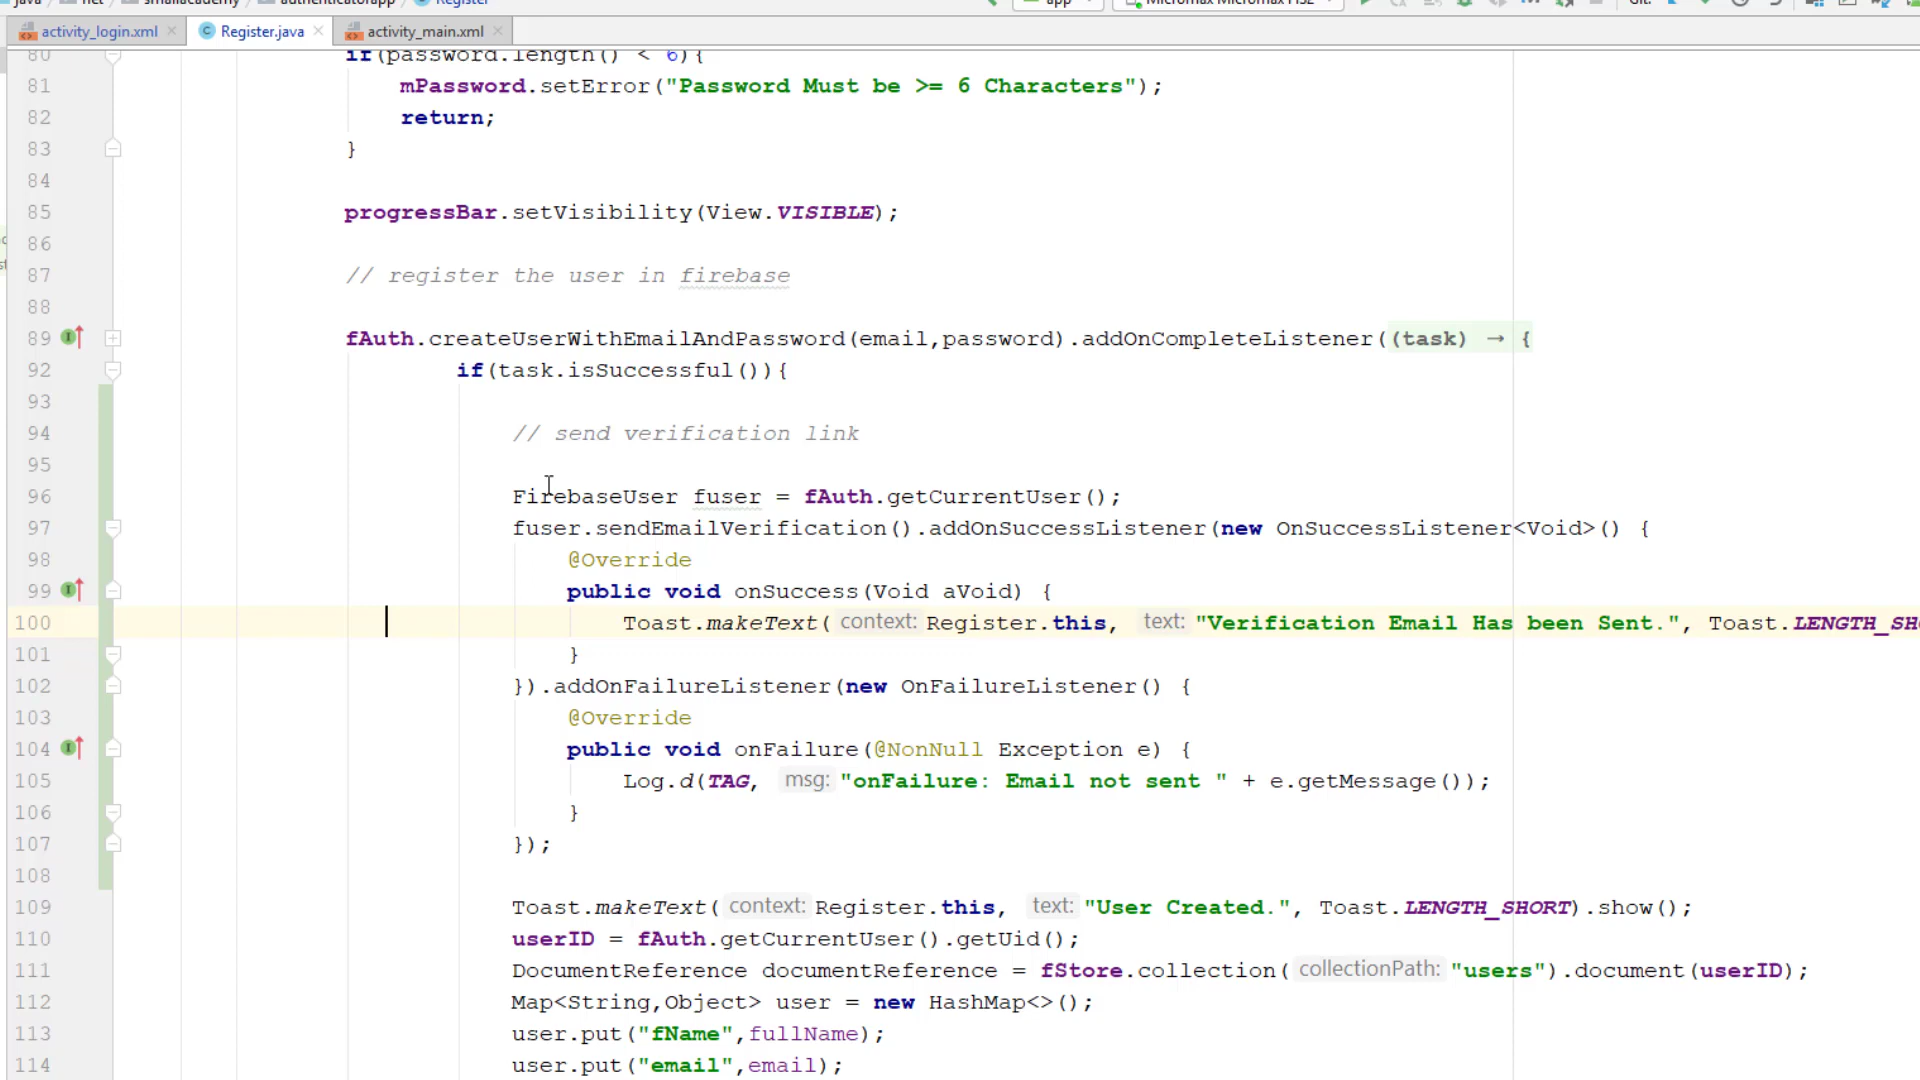 java net smallacademy authenticatorapp Register app Micromax Micromax Git:
activity_login.xml Register.java activity_main.xml
80 if(password.length() < 6){
81 mPassword.setError("Password Must be >= 6 Characters");
82 return;
83 }
84
85 progressBar.setVisibility(View.VISIBLE);
86
87 // register the user in firebase
88
89 fAuth.createUserWithEmailAndPassword(email,password).addOnCompleteListener((task) → {
92 if(task.isSuccessful()){
93
94 // send verification link
95
96 FirebaseUser fuser = fAuth.getCurrentUser();
97 fuser.sendEmailVerification().addOnSuccessListener(new OnSuccessListener<Void>() {
98 @Override
99 public void onSuccess(Void aVoid) {
100 Toast.makeText( context: Register.this, text: "Verification Email Has been Sent.", Toast.LENGTH_SH
101 }
102 }).addOnFailureListener(new OnFailureListener() {
103 @Override
104 public void onFailure(@NonNull Exception e) {
105 Log.d(TAG, msg: "onFailure: Email not sent " + e.getMessage());
106 }
107 });
108
109 Toast.makeText( context: Register.this, text: "User Created.", Toast.LENGTH_SHORT).show();
110 userID = fAuth.getCurrentUser().getUid();
111 DocumentReference documentReference = fStore.collection( collectionPath: "users").document(userID);
112 Map<String,Object> user = new HashMap<>();
113 user.put("fName",fullName);
114 user.put("email",email);